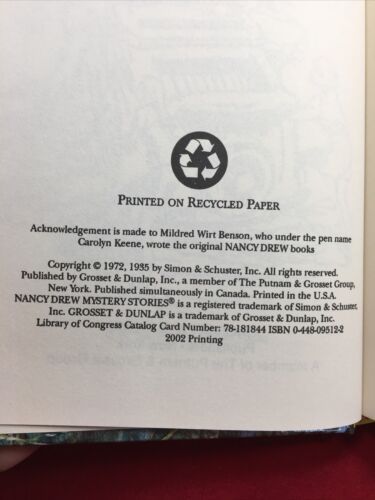 PRINTED ON RECYCLED PAPER
Acknowledgement is made to Mildred Wirt Benson, who under the pen name
Carolyn Keene, wrote the original NANCY DREW books
Copyright © 1972, 1935 by Simon & Schuster, Inc. All rights reserved.
Published by Grosset & Dunlap, Inc., a member of The Putnam & Grosset Group,
New York. Published simultaneously in Canada. Printed in the U.S.A.
NANCY DREW MYSTERY STORIES® is a registered trademark of Simon & Schuster,
Inc. GROSSET & DUNLAP is a trademark of Grosset & Dunlap, Inc.
Library of Congress Catalog Card Number: 78-181844 ISBN 0-448-09512-2
2002 Printing